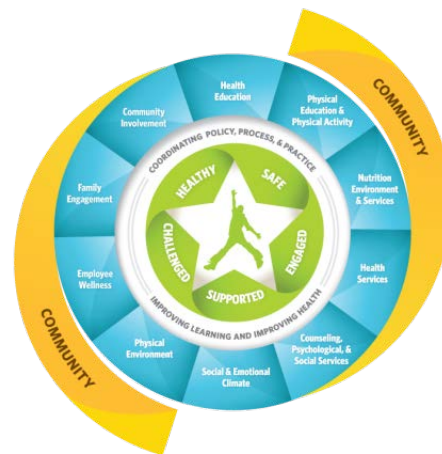 COMMUNITY
Health
Education
Physical
Education &
Physical Activity
Nutrition
Environment
& Services
Health
Services
Counseling,
Psychological, &
Social Services
Social & Emotional
Climate
Physical
Environment
Employee
Wellness
Family
Engagement
Community
Involvement
COMMUNITY
COORDINATING POLICY, PROCESS, & PRACTICE
IMPROVING LEARNING AND IMPROVING HEALTH
HEALTHY
SAFE
ENGAGED
SUPPORTED
CHALLENGED